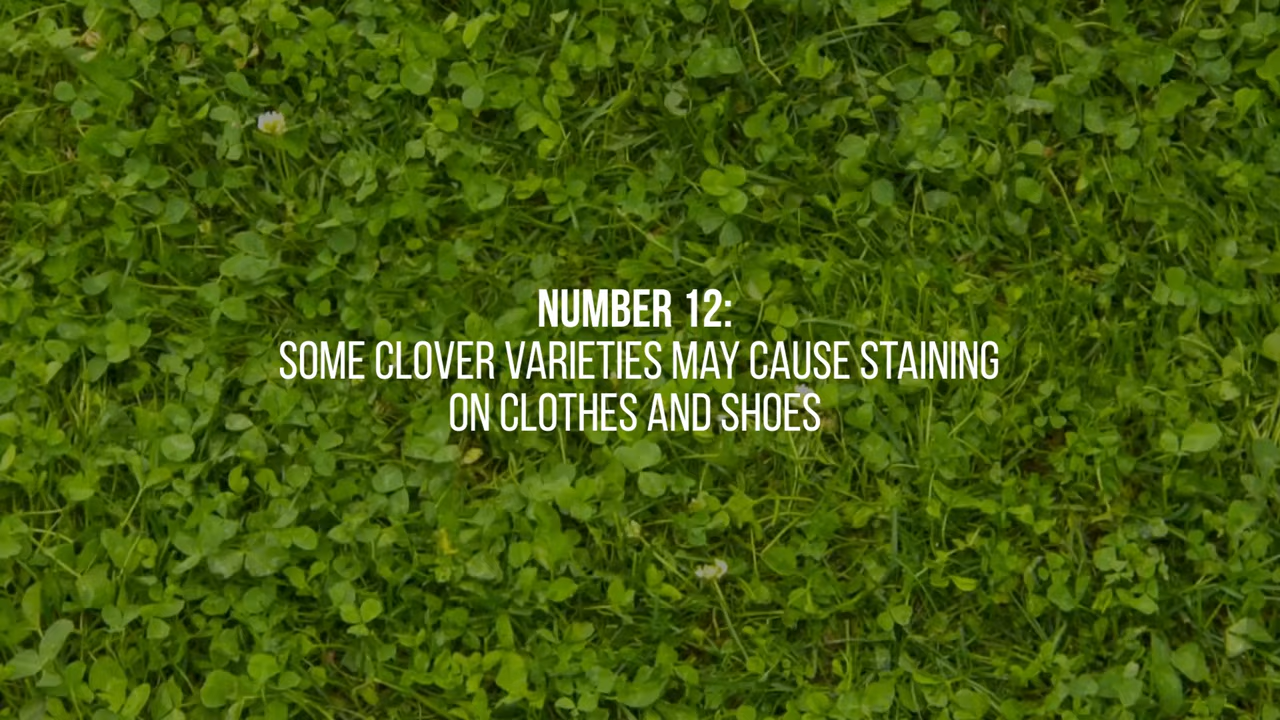 NUMBER 12:
SOME CLOVER VARIETIES MAY CAUSE STAINING
ON CLOTHES AND SHOES